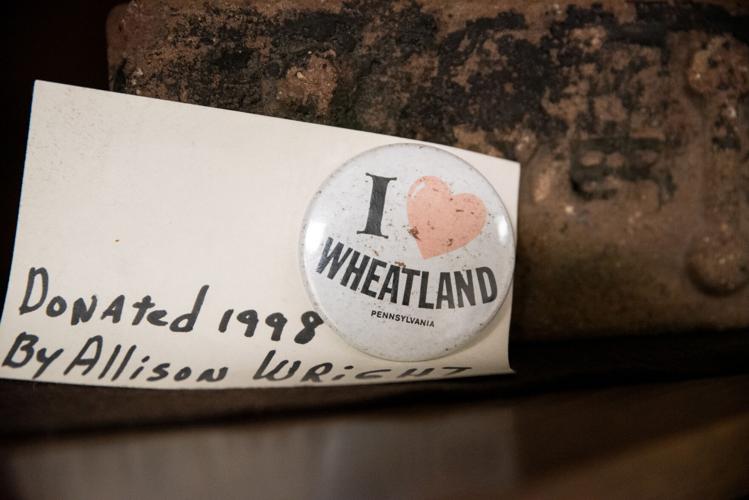 I
WHEATLAND
PENNSYLVANIA
DonAted 1998
By Allison WRiGHT